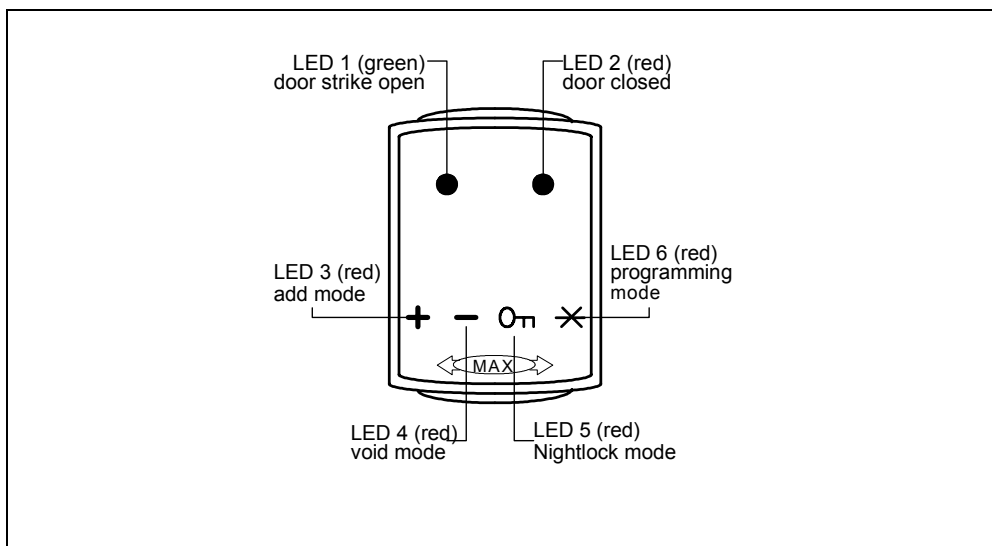 LED 1 (green)
door strike open
LED 2 (red)
door closed
LED 3 (red)
add mode
LED 6 (red)
programming
mode
MAX
LED 4 (red)
void mode
LED 5 (red)
Nightlock mode